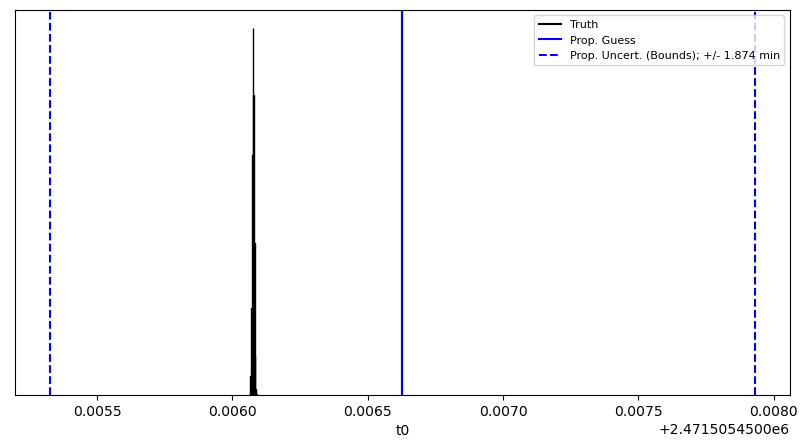 Truth
Prop. Guess
Prop. Uncert. (Bounds); +/- 1.874 min
0.0055 0.0060 0.0065 0.0070 0.0075 0.0080
t0
+2.4715054500e6